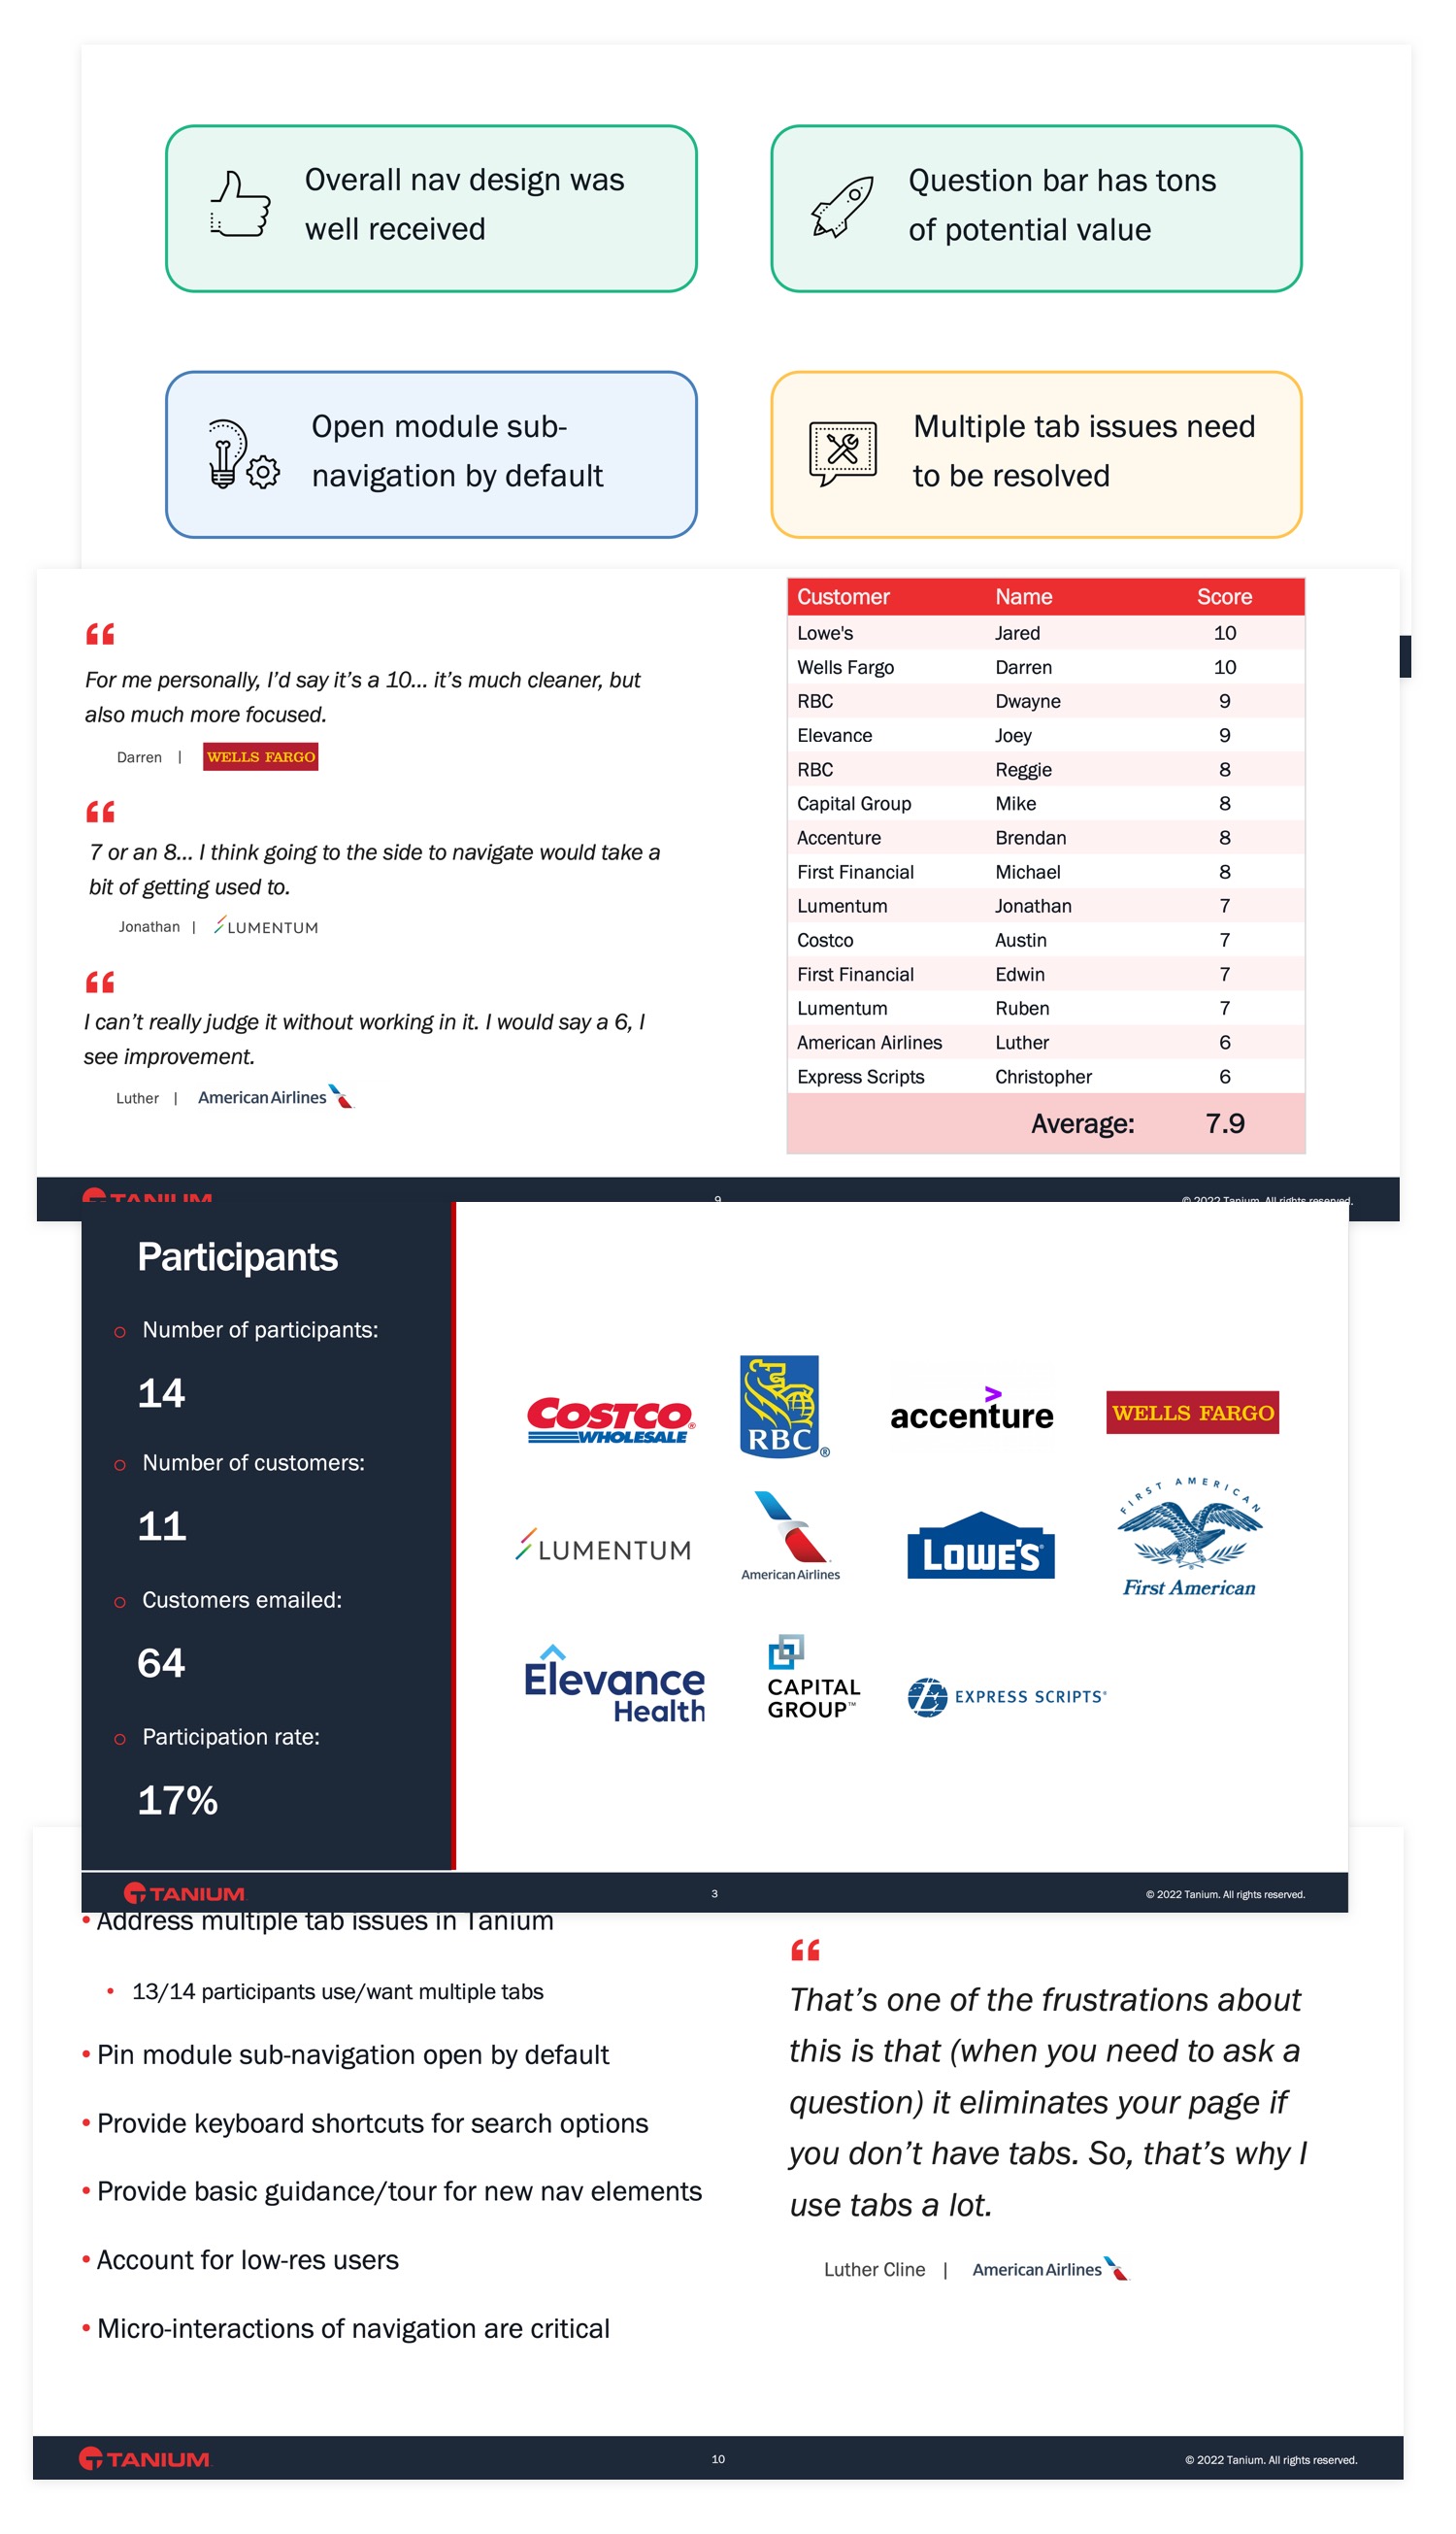 Overall nav design was
well received
Question bar has tons
of potential value
Open module sub-
navigation by default
Multiple tab issues need
to be resolved
“
For me personally, I’d say it’s a 10... it’s much cleaner, but
also much more focused.
Darren | WELLS FARGO
“
7 or an 8... I think going to the side to navigate would take a
bit of getting used to.
Jonathan | LUMENTUM
“
I can’t really judge it without working in it. I would say a 6, I
see improvement.
Luther | American Airlines
Customer Name Score
Lowe's Jared 10
Wells Fargo Darren 10
RBC Dwayne 9
Elevance Joey 9
RBC Reggie 8
Capital Group Mike 8
Accenture Brendan 8
First Financial Michael 8
Lumentum Jonathan 7
Costco Austin 7
First Financial Edwin 7
Lumentum Ruben 7
American Airlines Luther 6
Express Scripts Christopher 6
Average: 7.9
TANIUM 9 © 2022 Tanium. All rights reserved.
Participants
Number of participants:
14
Number of customers:
11
Customers emailed:
64
Participation rate:
17%
COSTCO
WHOLESALE
RBC
accenture
WELLS FARGO
LUMENTUM
American Airlines
LOWE'S
FIRST AMERICAN
First American
Elevance
Health
CAPITAL
GROUP™
EXPRESS SCRIPTS®
TANIUM 3 © 2022 Tanium. All rights reserved.
• Address multiple tab issues in Tanium
• 13/14 participants use/want multiple tabs
• Pin module sub-navigation open by default
• Provide keyboard shortcuts for search options
• Provide basic guidance/tour for new nav elements
• Account for low-res users
• Micro-interactions of navigation are critical
“
That’s one of the frustrations about
this is that (when you need to ask a
question) it eliminates your page if
you don’t have tabs. So, that’s why I
use tabs a lot.
Luther Cline | American Airlines
TANIUM 10 © 2022 Tanium. All rights reserved.